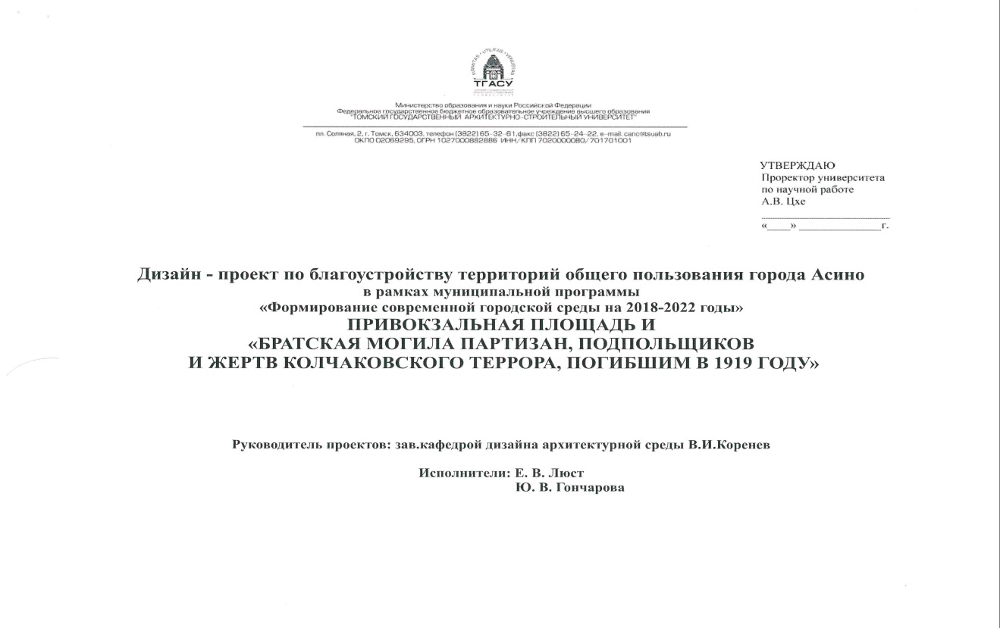 FIRMITAS • UTILITAS • VENUSTAS
ТГАСУ
Министерство образования и науки Российской Федерации
Федеральное государственное бюджетное образовательное учреждение высшего образования
"ТОМСКИЙ ГОСУДАРСТВЕННЫЙ АРХИТЕКТУРНО-СТРОИТЕЛЬНЫЙ УНИВЕРСИТЕТ"
пл. Соляная, 2, г. Томск, 634003, телефон (3822) 65-32-61,факс (3822) 65-24-22, e-mail: canc@tsuab.ru
ОКПО 02069295, ОГРН 1027000882886 ИНН/КПП 7020000080/701701001
УТВЕРЖДАЮ
Проректор университета
по научной работе
А.В. Цхе
«____» ________________г.
Дизайн - проект по благоустройству территорий общего пользования города Асино
в рамках муниципальной программы
«Формирование современной городской среды на 2018-2022 годы»
ПРИВОКЗАЛЬНАЯ ПЛОЩАДЬ И
«БРАТСКАЯ МОГИЛА ПАРТИЗАН, ПОДПОЛЬЩИКОВ
И ЖЕРТВ КОЛЧАКОВСКОГО ТЕРРОРА, ПОГИБШИМ В 1919 ГОДУ»
Руководитель проектов: зав.кафедрой дизайна архитектурной среды В.И.Коренев
Исполнители: Е. В. Люст
Ю. В. Гончарова